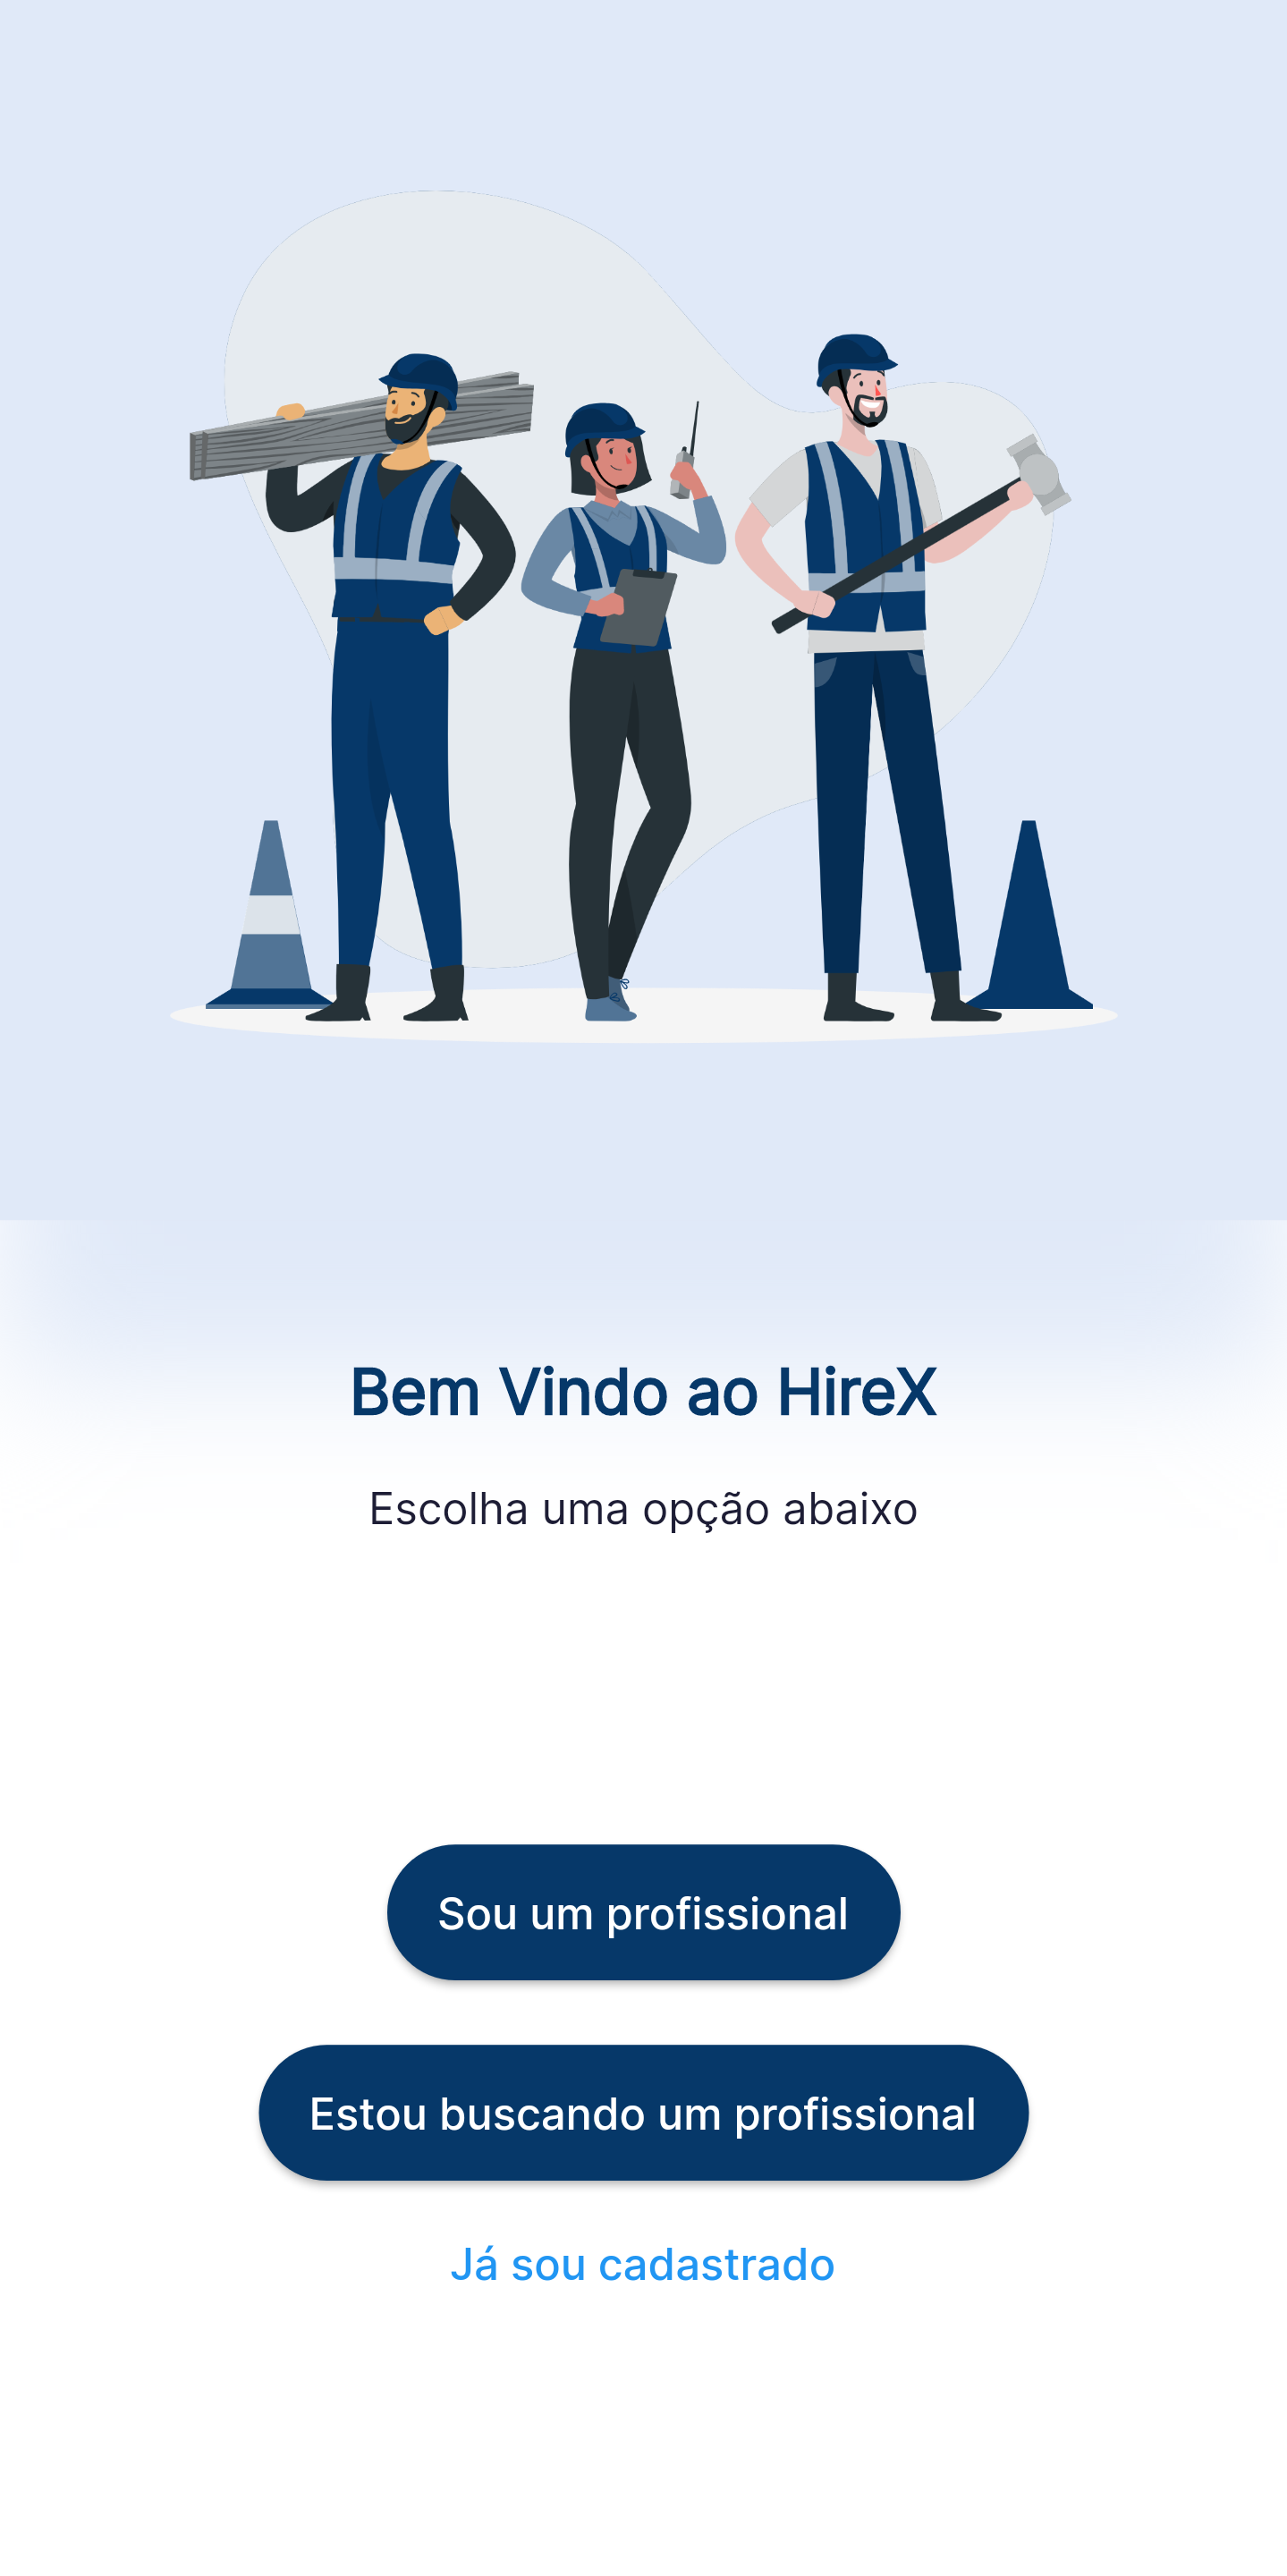 Bem Vindo ao HireX
Escolha uma opção abaixo
Sou um profissional
Estou buscando um profissional
Já sou cadastrado